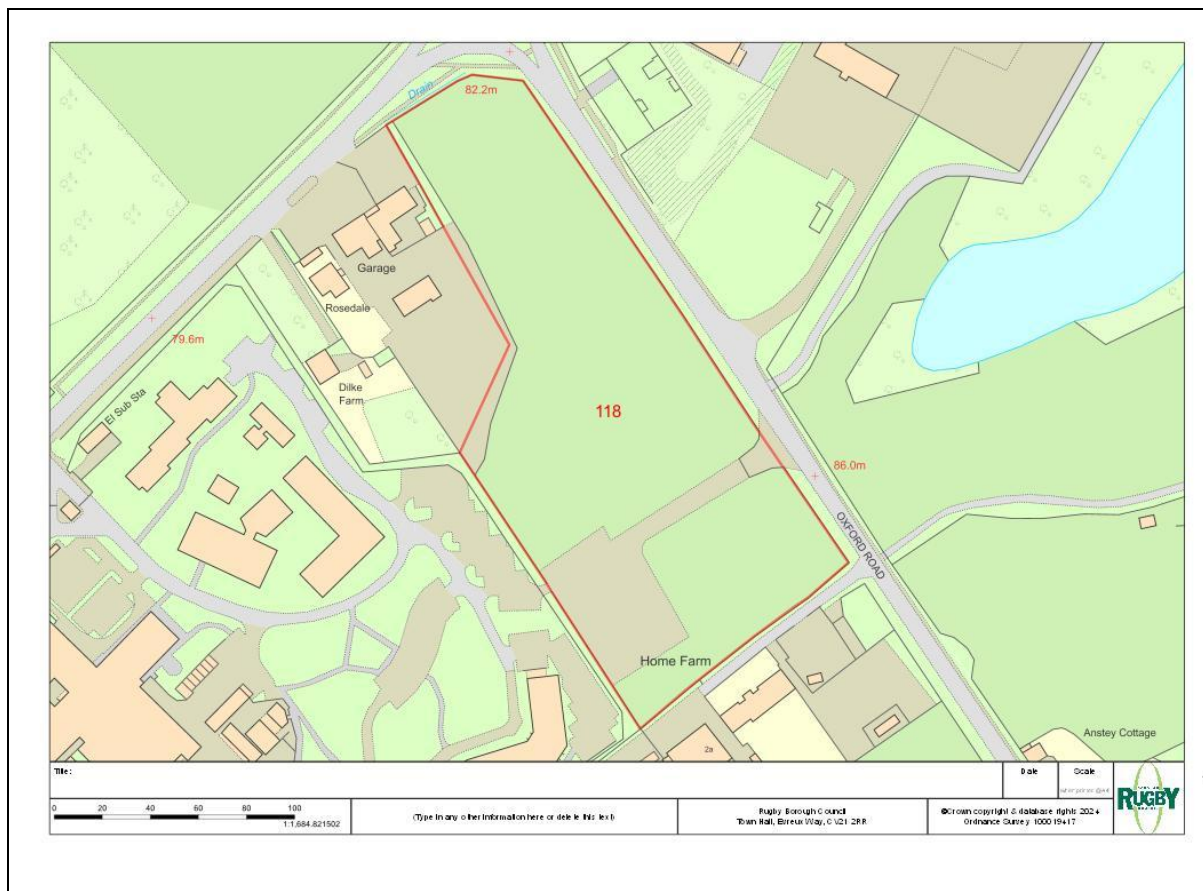 Drain
82.2m
Garage
Rosedale
79.6m
Dilke
Farm
El Sub Sta
118
86.0m
OXFORD ROAD
Home Farm
2a
Anstey Cottage
Title:
Date
Scale
0 20 40 60 80 100
1:1,684.821502
(Type in any other information here or delete this text)
Rugby Borough Council
Town Hall, Evreux Way, CV21 2RR
©Crown copyright & database rights 2024
Ordnance Survey 100019417
RUGBY